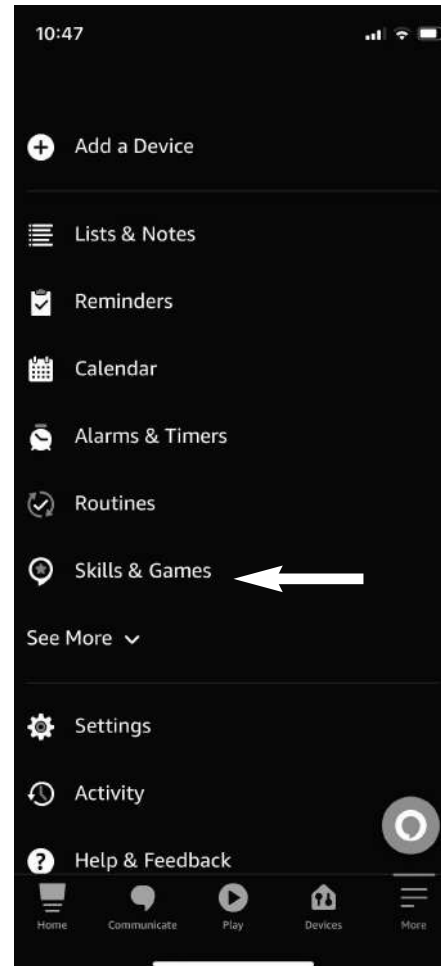 10:47
Add a Device
Lists & Notes
Reminders
Calendar
Alarms & Timers
Routines
Skills & Games
See More
Settings
Activity
Help & Feedback
Home Communicate Play Devices More